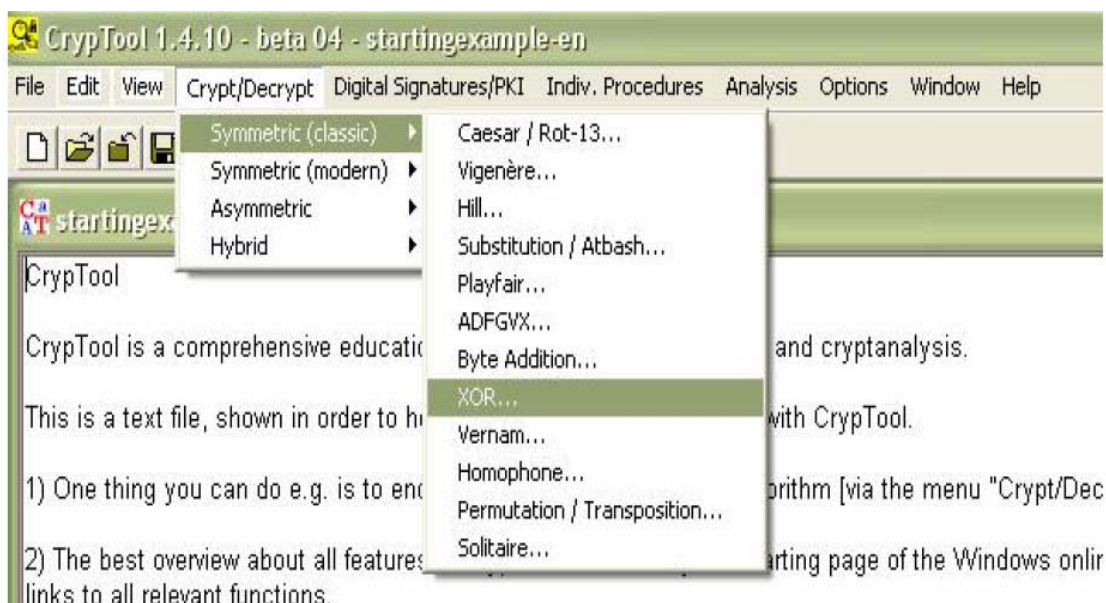 CrypTool 1.4.10 - beta 04 - startingexample-en
File Edit View Crypt/Decrypt Digital Signatures/PKI Indiv. Procedures Analysis Options Window Help
Symmetric (classic)
Symmetric (modern)
Asymmetric
Hybrid
Caesar / Rot-13...
Vigenère...
Hill...
Substitution / Atbash...
Playfair...
ADFGVX...
Byte Addition...
XOR...
Vernam...
Homophone...
Permutation / Transposition...
Solitaire...
startingex
CrypTool
CrypTool is a comprehensive educatio and cryptanalysis.
This is a text file, shown in order to h with CrypTool.
1) One thing you can do e.g. is to en orithm [via the menu "Crypt/Dec
2) The best overview about all features arting page of the Windows onlin
links to all relevant functions.